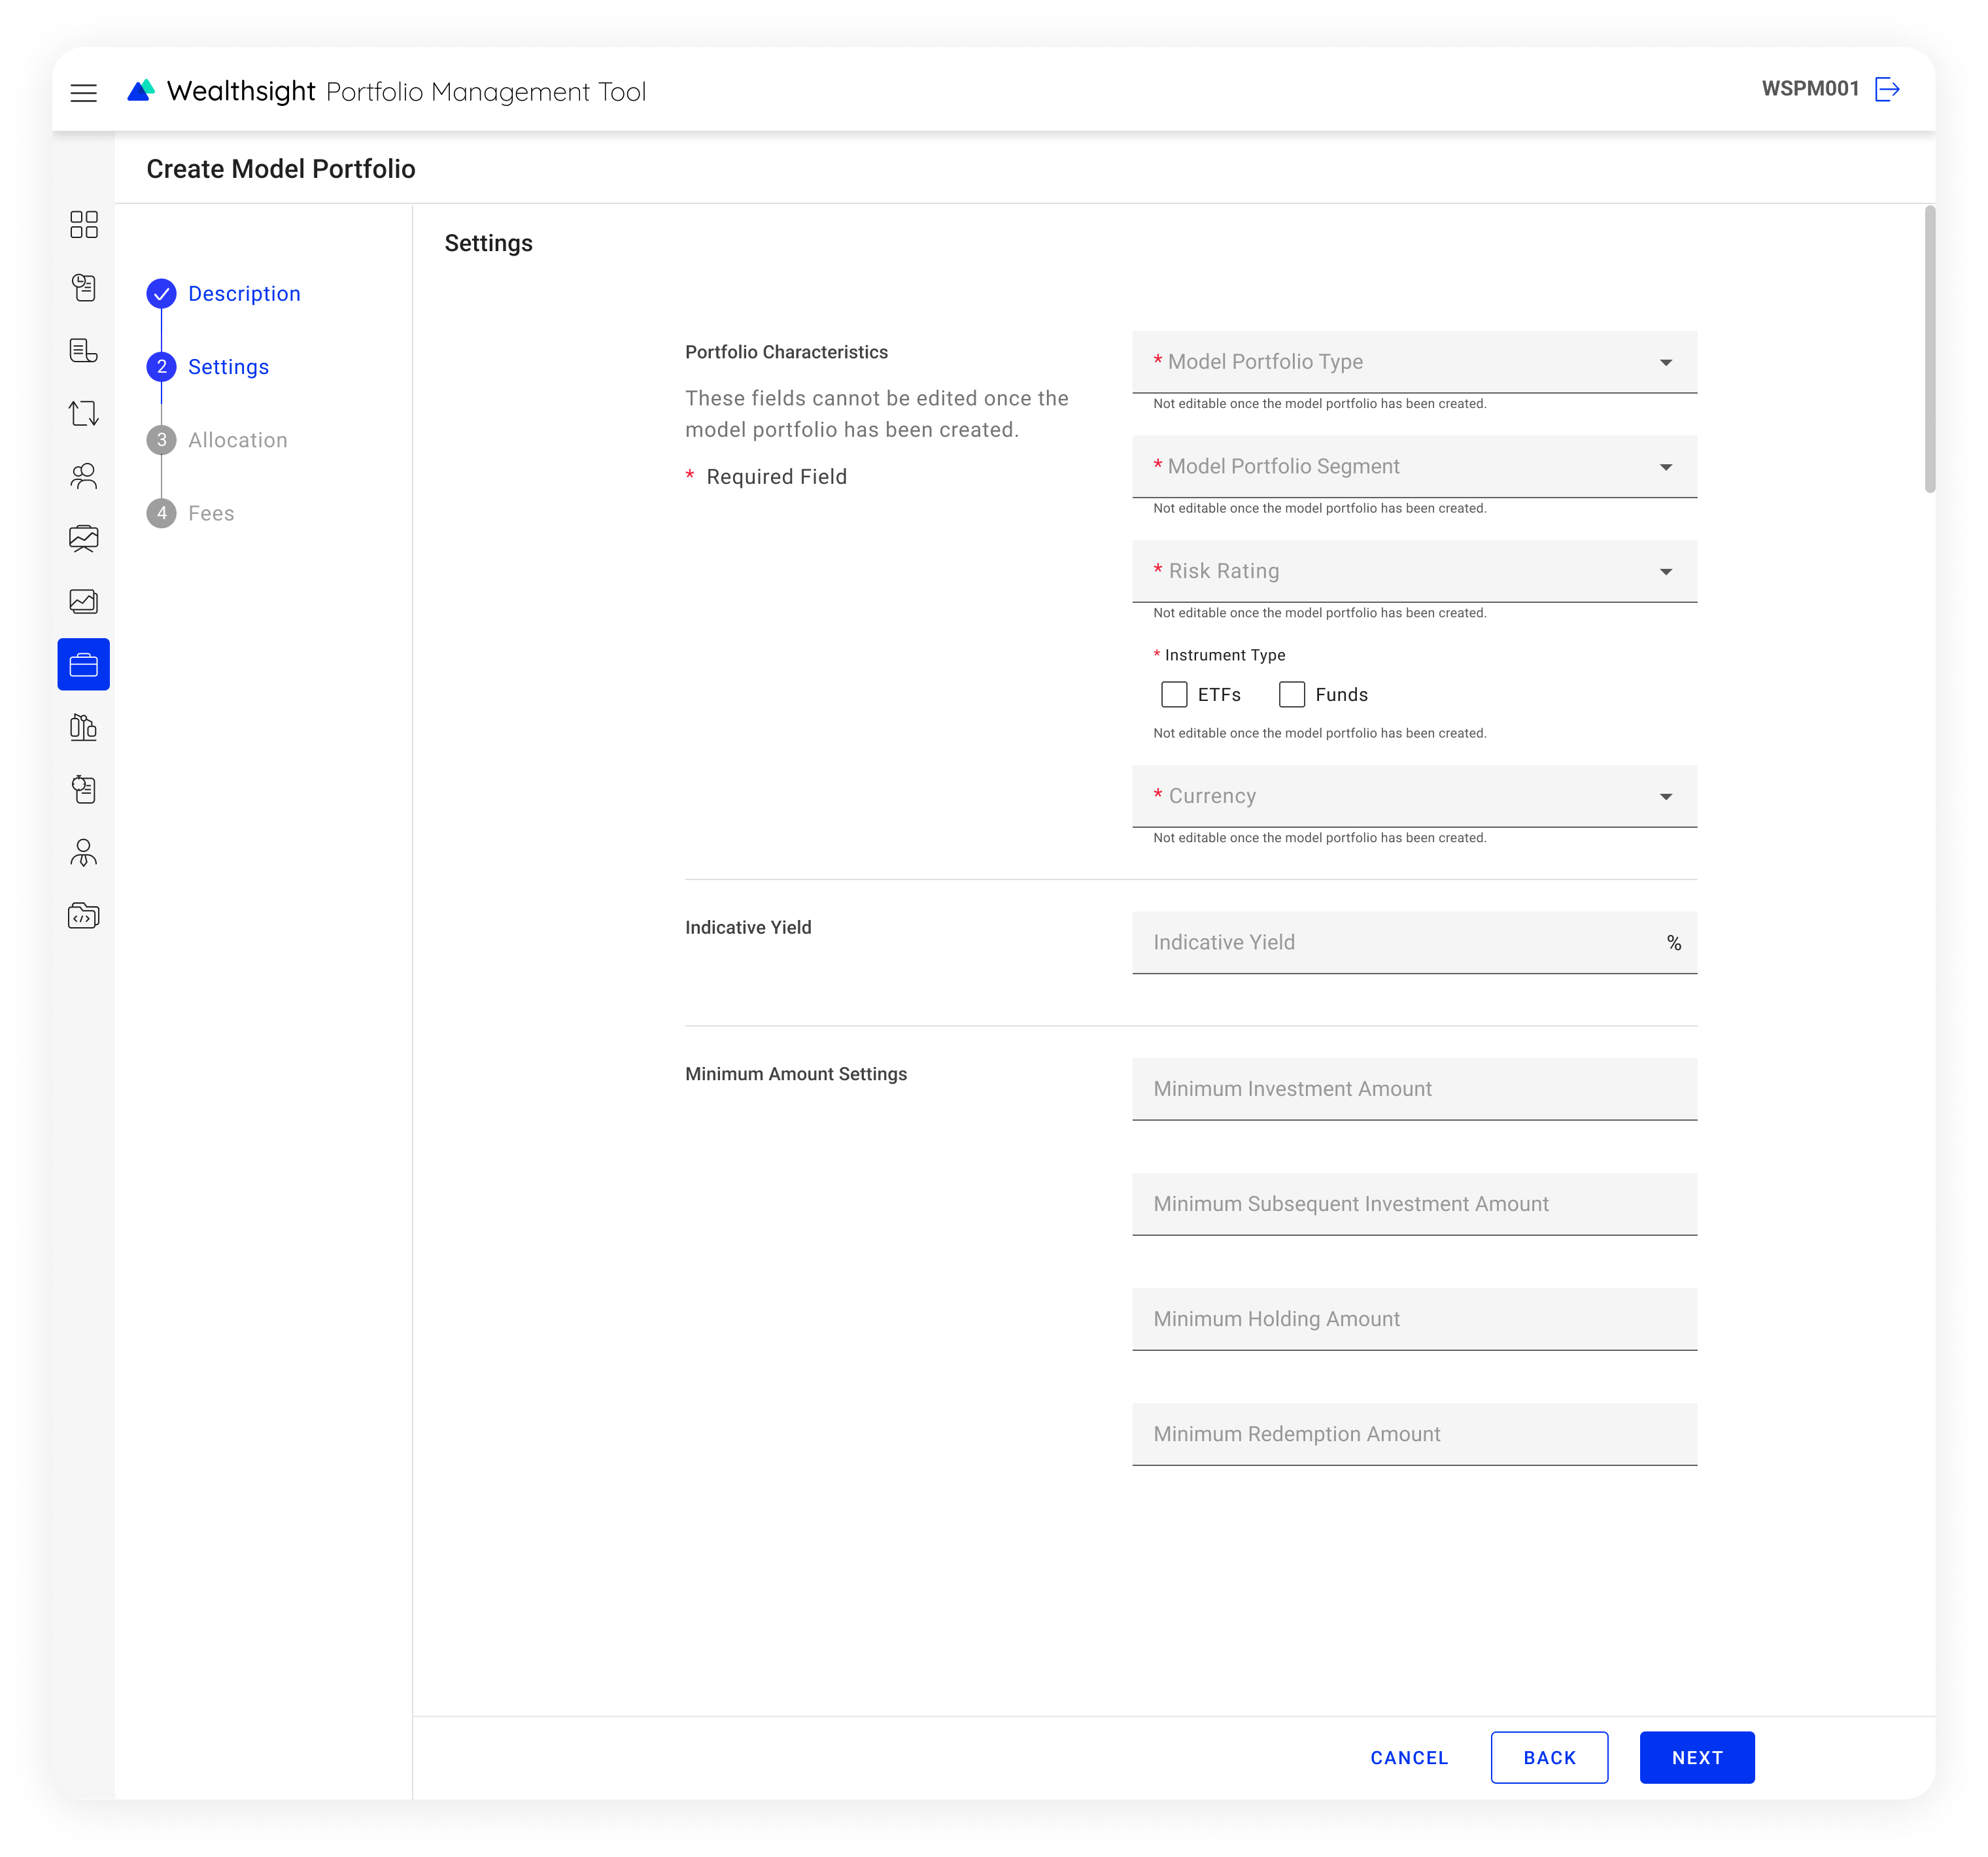 Wealthsight Portfolio Management Tool
WSPM001
Create Model Portfolio
Description
2 Settings
3 Allocation
4 Fees
Settings
Portfolio Characteristics
These fields cannot be edited once the
model portfolio has been created.
* Required Field
* Model Portfolio Type
Not editable once the model portfolio has been created.
* Model Portfolio Segment
Not editable once the model portfolio has been created.
* Risk Rating
Not editable once the model portfolio has been created.
* Instrument Type
ETFs Funds
Not editable once the model portfolio has been created.
* Currency
Not editable once the model portfolio has been created.
Indicative Yield
Indicative Yield %
Minimum Amount Settings
Minimum Investment Amount
Minimum Subsequent Investment Amount
Minimum Holding Amount
Minimum Redemption Amount
CANCEL BACK NEXT